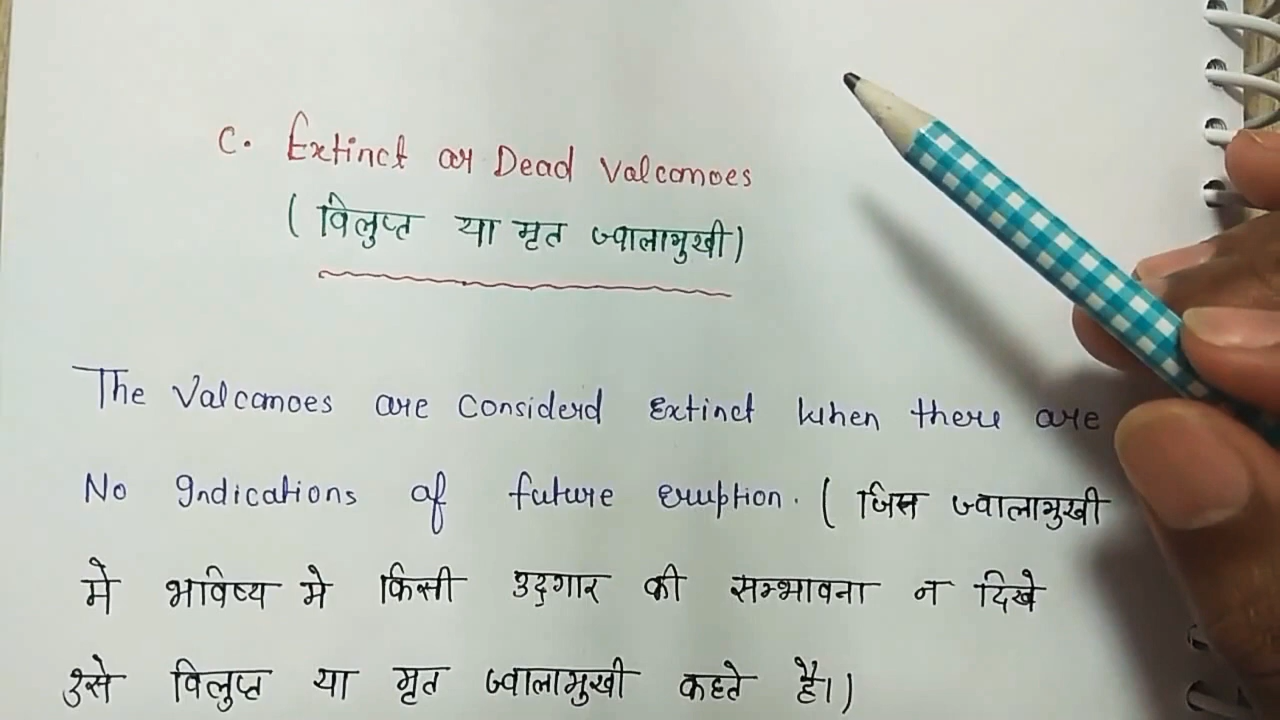 C. Extinct or Dead Valcanoes
( विलुप्त या मृत ज्वालामुखी)
The Valcanoes are Considerd Extinct when there are
No Indications of future eruption. ( जिस ज्वालामुखी
मे भविष्य मे किसी उद्गार की सम्भावना न दिखे
उसे विलुप्त या मृत ज्वालामुखी कहते है।)